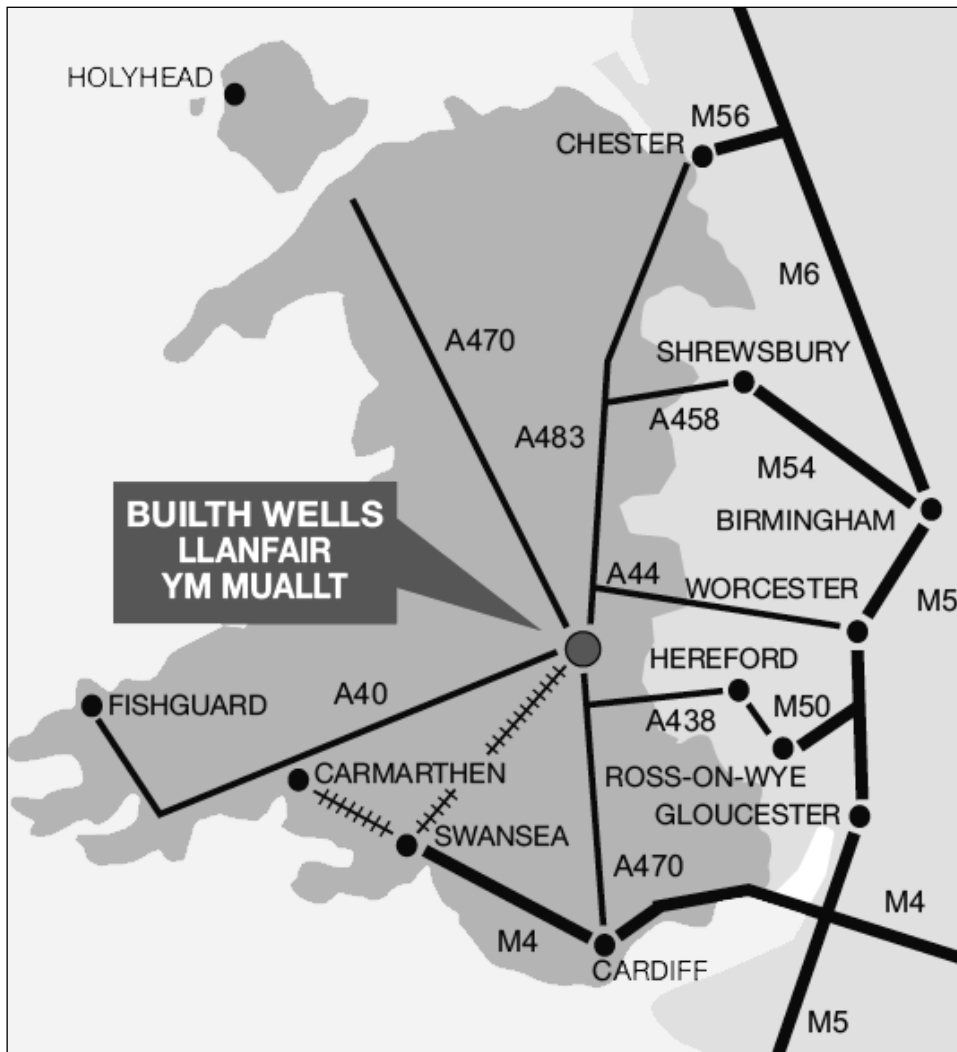 HOLYHEAD
M56
CHESTER
M6
A470
SHREWSBURY
A458
A483
M54
BUILTH WELLS
LLANFAIR
YM MUALLT
BIRMINGHAM
A44
WORCESTER
M5
HEREFORD
A40
FISHGUARD
M50
A438
CARMARTHEN
ROSS-ON-WYE
GLOUCESTER
SWANSEA
A470
M4
M4
CARDIFF
M5